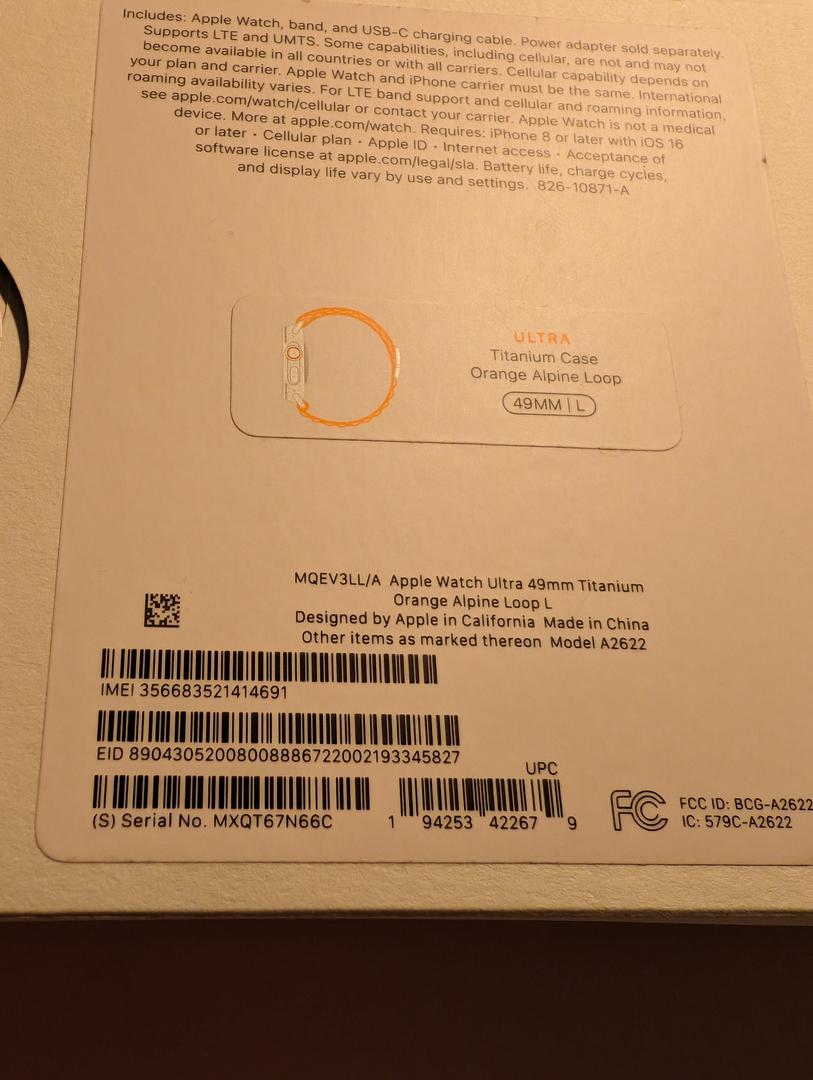 Includes: Apple Watch, band, and USB-C charging cable. Power adapter sold separately.
Supports LTE and UMTS. Some capabilities, including cellular, are not and may not
become available in all countries or with all carriers. Cellular capability depends on
your plan and carrier. Apple Watch and iPhone carrier must be the same. International
roaming availability varies. For LTE band support and cellular and roaming information,
see apple.com/watch/cellular or contact your carrier. Apple Watch is not a medical
device. More at apple.com/watch. Requires: iPhone 8 or later with iOS 16
or later • Cellular plan • Apple ID • Internet access • Acceptance of
software license at apple.com/legal/sla. Battery life, charge cycles,
and display life vary by use and settings. 826-10871-A
ULTRA
Titanium Case
Orange Alpine Loop
49MM | L
MQEV3LL/A Apple Watch Ultra 49mm Titanium
Orange Alpine Loop L
Designed by Apple in California Made in China
Other items as marked thereon Model A2622
IMEI 356683521414691
EID 89043052008008886722002193345827
UPC
(S) Serial No. MXQT67N66C
1 94253 42267 9
FC
FCC ID: BCG-A2622
IC: 579C-A2622